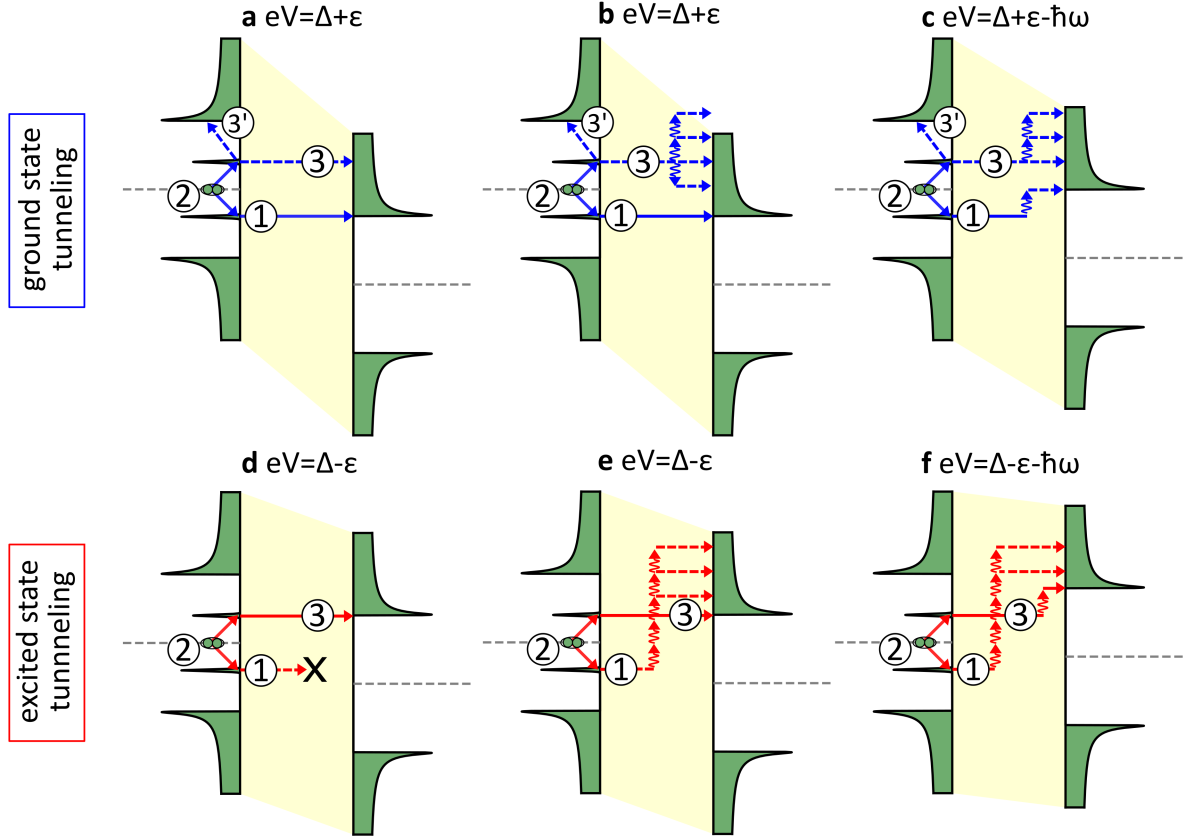 a eV=Δ+ε
b eV=Δ+ε
c eV=Δ+ε-ħω
ground state
tunneling
3'
3
2
1
3'
3
2
1
3'
3
2
1
d eV=Δ-ε
e eV=Δ-ε
f eV=Δ-ε-ħω
excited state
tunnneling
3
2
1
X
3
2
1
3
2
1